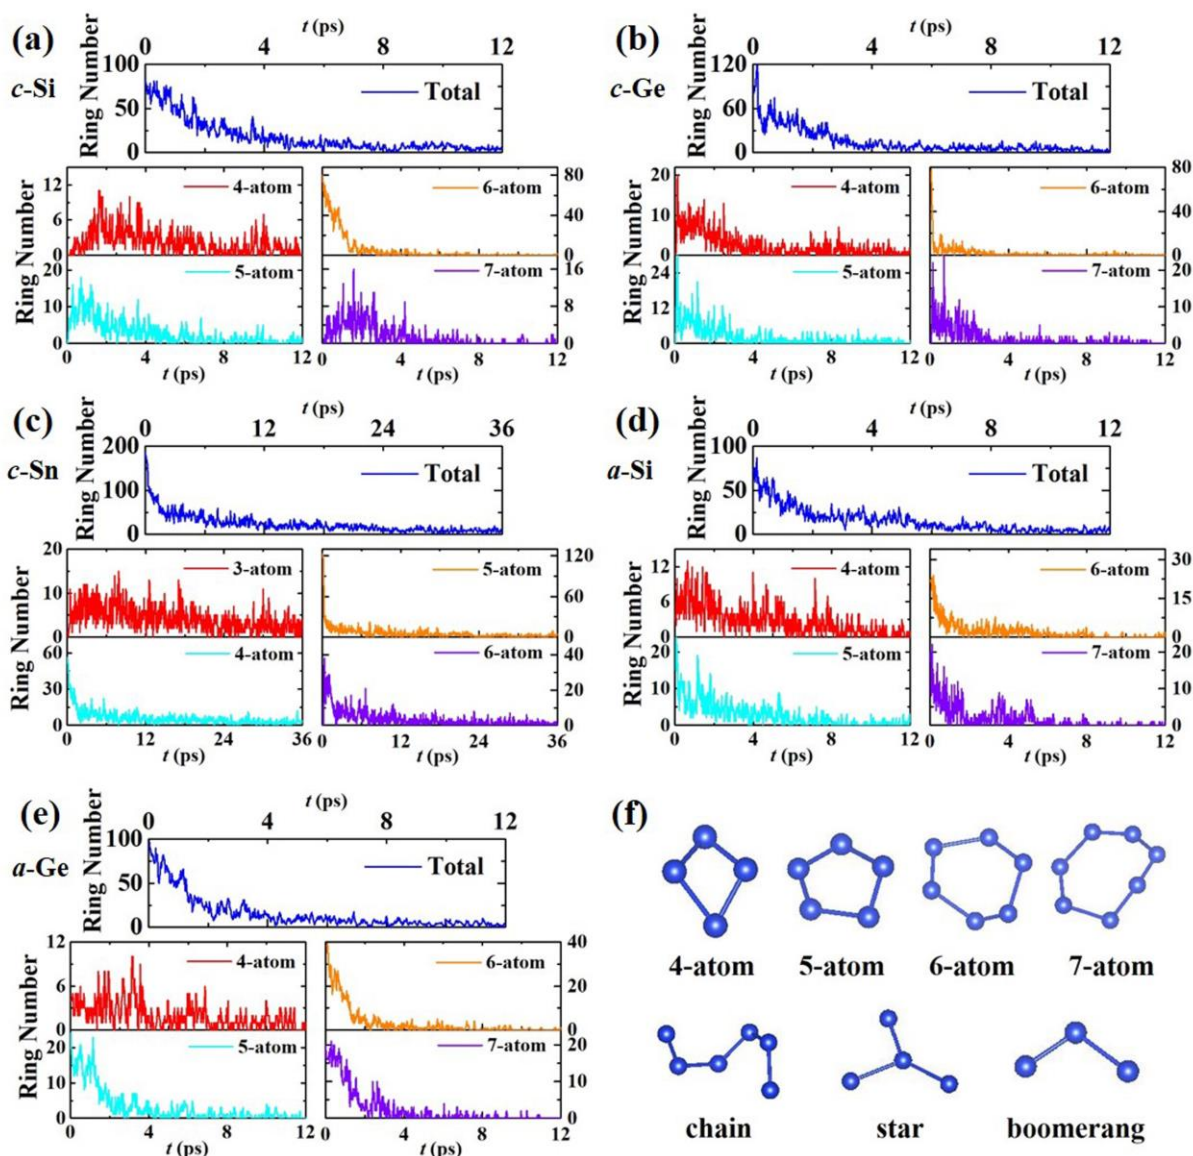 (a)
t (ps)
0 4 8 12
c-Si
Ring Number
100
50
0
Total
Ring Number
12
6
0
4-atom
80
40
0
6-atom
20
10
0
5-atom
16
8
0
7-atom
0 4 8 12
t (ps)
0 4 8 12
t (ps)
(b)
t (ps)
0 4 8 12
c-Ge
Ring Number
120
60
0
Total
Ring Number
20
10
0
4-atom
80
40
0
6-atom
24
12
0
5-atom
20
10
0
7-atom
0 4 8 12
t (ps)
0 4 8 12
t (ps)
(c)
t (ps)
0 12 24 36
c-Sn
Ring Number
200
100
0
Total
Ring Number
20
10
0
3-atom
120
60
0
5-atom
60
30
0
4-atom
40
20
0
6-atom
0 12 24 36
t (ps)
0 12 24 36
t (ps)
(d)
t (ps)
0 4 8 12
a-Si
Ring Number
100
50
0
Total
Ring Number
12
6
0
4-atom
30
15
0
6-atom
20
10
0
5-atom
20
10
0
7-atom
0 4 8 12
t (ps)
0 4 8 12
t (ps)
(e)
t (ps)
0 4 8 12
a-Ge
Ring Number
100
50
0
Total
Ring Number
12
6
0
4-atom
40
20
0
6-atom
20
10
0
5-atom
20
10
0
7-atom
0 4 8 12
t (ps)
0 4 8 12
t (ps)
(f)
4-atom 5-atom 6-atom 7-atom
chain star boomerang